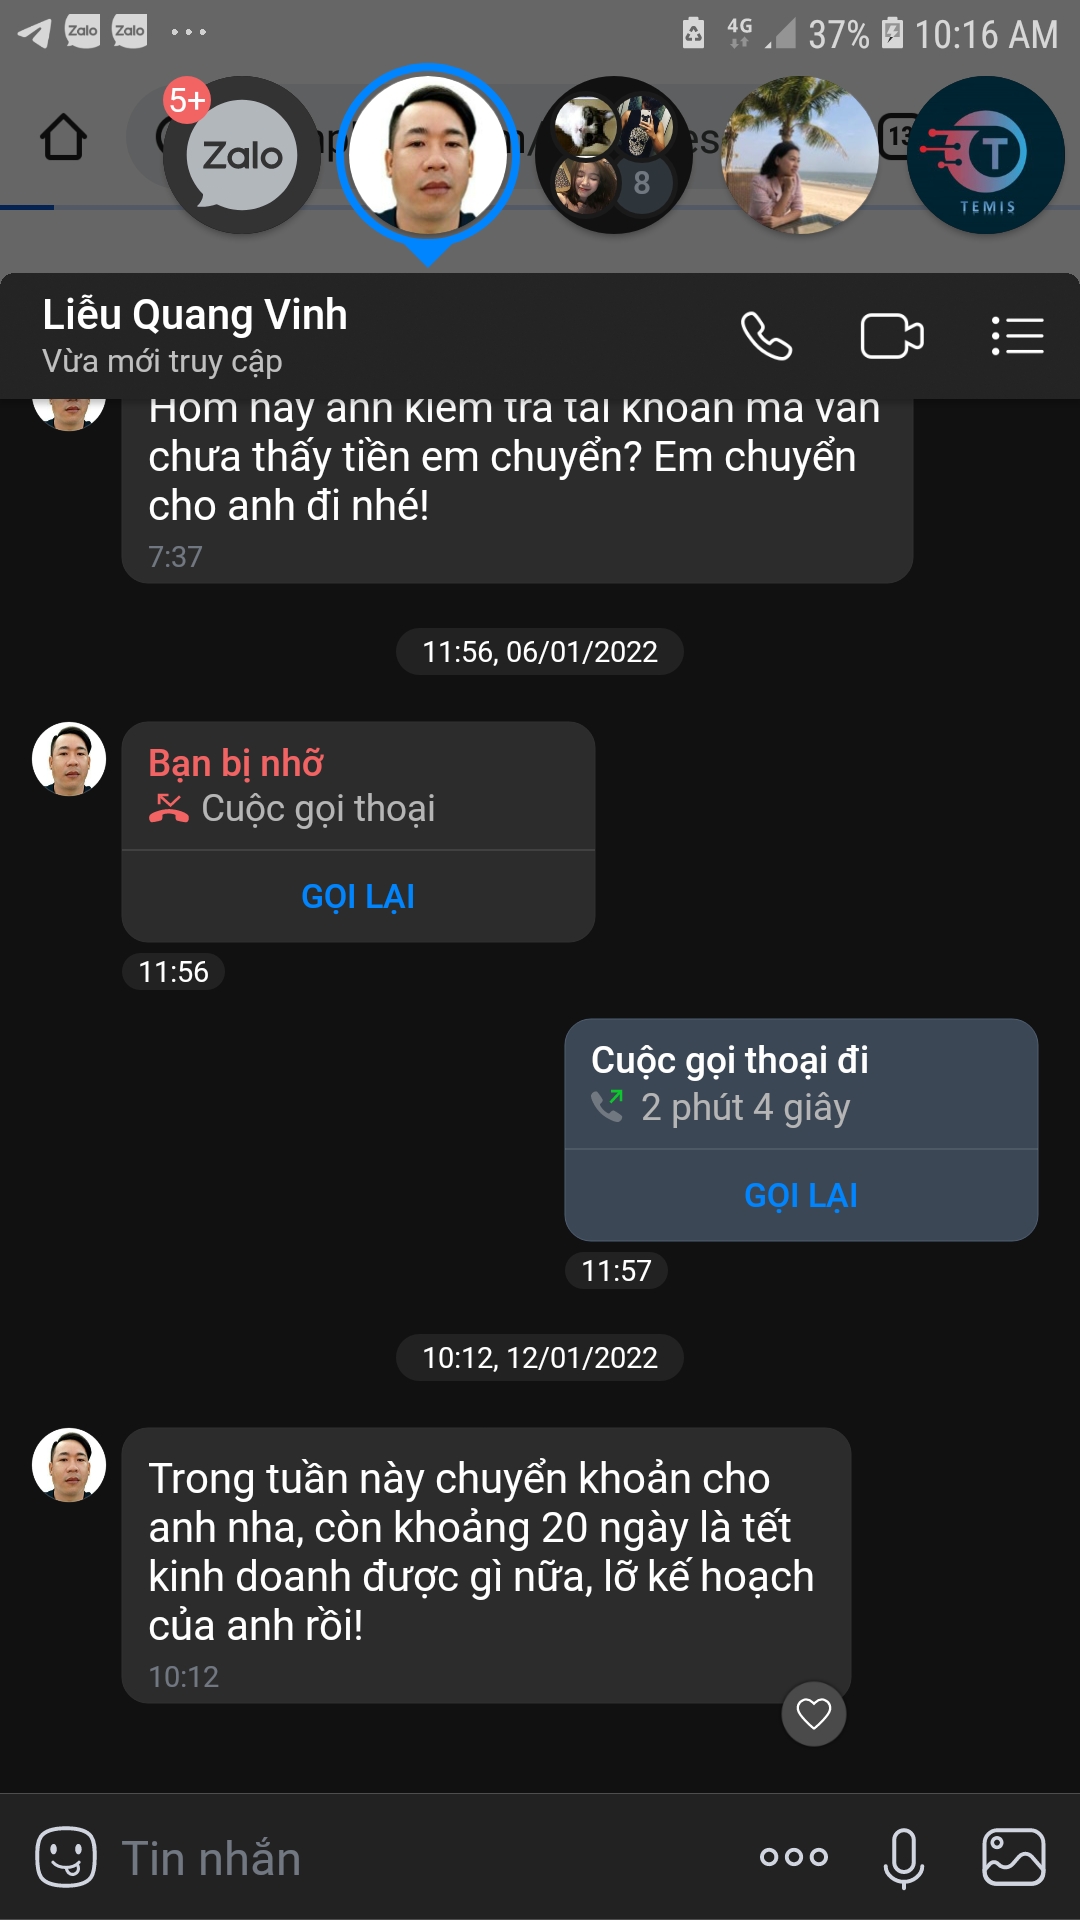 Zalo
Zalo
4G
37%
10:16 AM
5+
Zalo
8
es
13
T
TEMIS
Liễu Quang Vinh
Vừa mới truy cập
Hôm nay anh kiểm tra tài khoản mà vẫn
chưa thấy tiền em chuyển? Em chuyển
cho anh đi nhé!
7:37
11:56, 06/01/2022
Bạn bị nhỡ
Cuộc gọi thoại
GỌI LẠI
11:56
Cuộc gọi thoại đi
2 phút 4 giây
GỌI LẠI
11:57
10:12, 12/01/2022
Trong tuần này chuyển khoản cho
anh nha, còn khoảng 20 ngày là tết
kinh doanh được gì nữa, lỡ kế hoạch
của anh rồi!
10:12
Tin nhắn